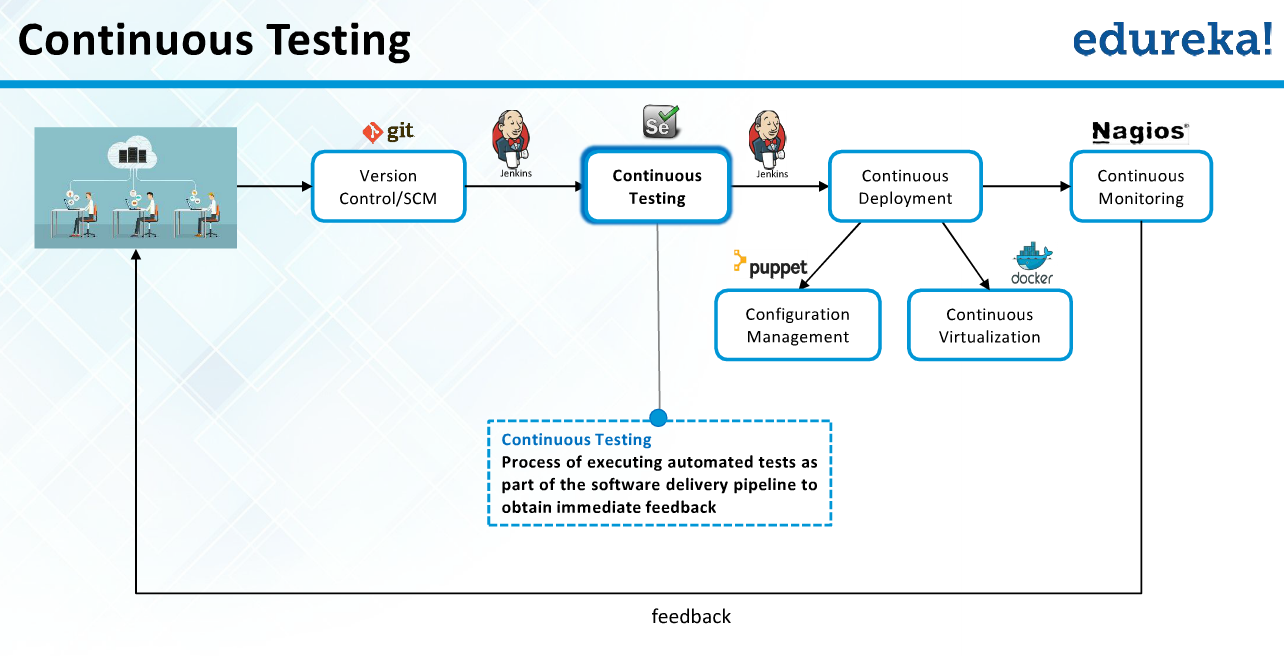 Continuous Testing
edureka!
git
Jenkins
Se
Jenkins
Nagios®
Version
Control/SCM
Continuous
Testing
Continuous
Deployment
Continuous
Monitoring
puppet
docker
Configuration
Management
Continuous
Virtualization
Continuous Testing
Process of executing automated tests as
part of the software delivery pipeline to
obtain immediate feedback
feedback